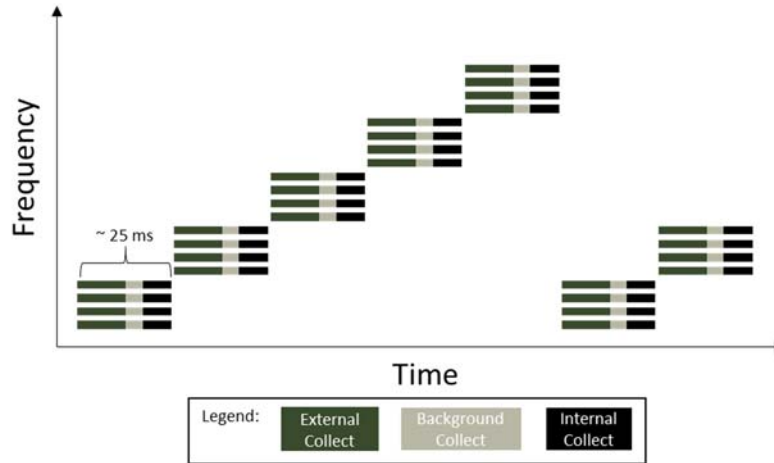 Frequency
~ 25 ms
Time
Legend:
External
Collect
Background
Collect
Internal
Collect